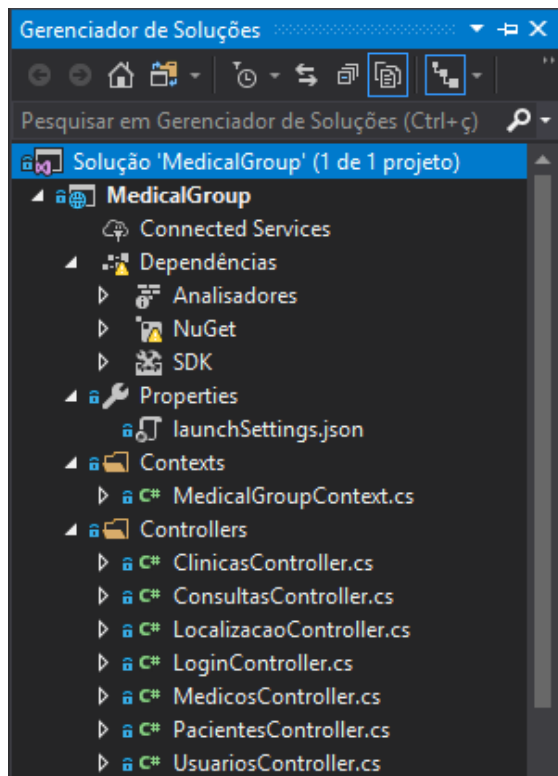 Gerenciador de Soluções
Pesquisar em Gerenciador de Soluções (Ctrl+ç)
Solução 'MedicalGroup' (1 de 1 projeto)
MedicalGroup
Connected Services
Dependências
Analisadores
NuGet
SDK
Properties
launchSettings.json
Contexts
C# MedicalGroupContext.cs
Controllers
C# ClinicasController.cs
C# ConsultasController.cs
C# LocalizacaoController.cs
C# LoginController.cs
C# MedicosController.cs
C# PacientesController.cs
C# UsuariosController.cs